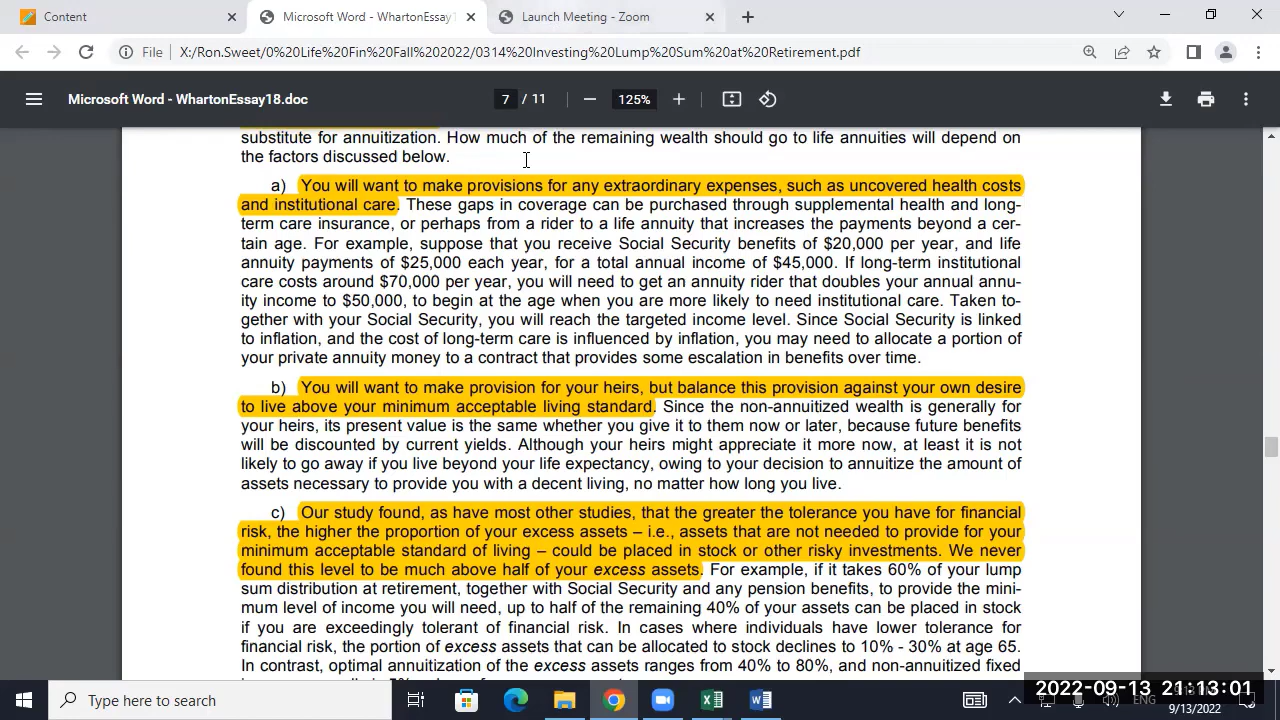 Content
Microsoft Word - WhartonEssay18
Launch Meeting - Zoom
File
X:/Ron.Sweet/0%20Life%20Fin%20Fall%202022/0314%20Investing%20Lump%20Sum%20at%20Retirement.pdf
Microsoft Word - WhartonEssay18.doc
7 / 11
125%
substitute for annuitization. How much of the remaining wealth should go to life annuities will depend on
the factors discussed below.
a) You will want to make provisions for any extraordinary expenses, such as uncovered health costs
and institutional care. These gaps in coverage can be purchased through supplemental health and long-
term care insurance, or perhaps from a rider to a life annuity that increases the payments beyond a cer-
tain age. For example, suppose that you receive Social Security benefits of $20,000 per year, and life
annuity payments of $25,000 each year, for a total annual income of $45,000. If long-term institutional
care costs around $70,000 per year, you will need to get an annuity rider that doubles your annual annu-
ity income to $50,000, to begin at the age when you are more likely to need institutional care. Taken to-
gether with your Social Security, you will reach the targeted income level. Since Social Security is linked
to inflation, and the cost of long-term care is influenced by inflation, you may need to allocate a portion of
your private annuity money to a contract that provides some escalation in benefits over time.
b) You will want to make provision for your heirs, but balance this provision against your own desire
to live above your minimum acceptable living standard. Since the non-annuitized wealth is generally for
your heirs, its present value is the same whether you give it to them now or later, because future benefits
will be discounted by current yields. Although your heirs might appreciate it more now, at least it is not
likely to go away if you live beyond your life expectancy, owing to your decision to annuitize the amount of
assets necessary to provide you with a decent living, no matter how long you live.
c) Our study found, as have most other studies, that the greater the tolerance you have for financial
risk, the higher the proportion of your excess assets – i.e., assets that are not needed to provide for your
minimum acceptable standard of living – could be placed in stock or other risky investments. We never
found this level to be much above half of your excess assets. For example, if it takes 60% of your lump
sum distribution at retirement, together with Social Security and any pension benefits, to provide the mini-
mum level of income you will need, up to half of the remaining 40% of your assets can be placed in stock
if you are exceedingly tolerant of financial risk. In cases where individuals have lower tolerance for
financial risk, the portion of excess assets that can be allocated to stock declines to 10% - 30% at age 65.
In contrast, optimal annuitization of the excess assets ranges from 40% to 80%, and non-annuitized fixed
Type here to search
2022-09-13 21:13:01
ENG
9/13/2022